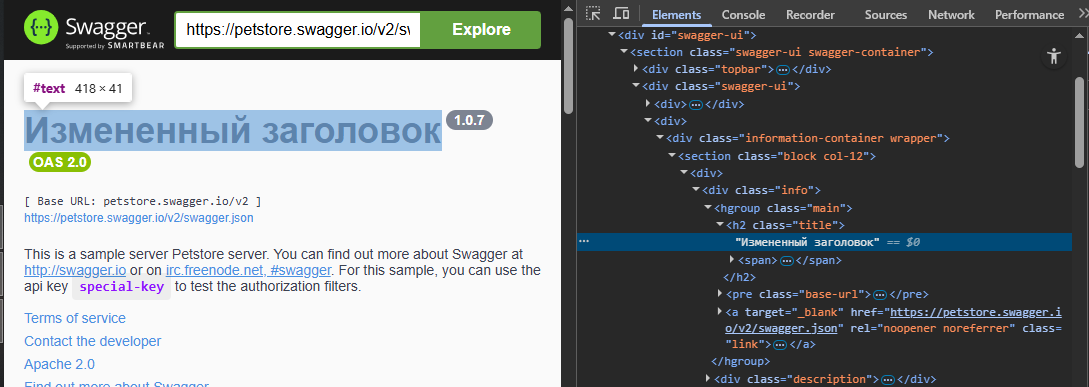 Swagger
Supported by SMARTBEAR
https://petstore.swagger.io/v2/sw
Explore
#text 418 × 41
Измененный заголовок 1.0.7
OAS 2.0
[ Base URL: petstore.swagger.io/v2 ]
https://petstore.swagger.io/v2/swagger.json
This is a sample server Petstore server. You can find out more about Swagger at
http://swagger.io or on irc.freenode.net, #swagger. For this sample, you can use the
api key special-key to test the authorization filters.
Terms of service
Contact the developer
Apache 2.0
Find out more about Swagger
Elements Console Recorder Sources Network Performance
<div id="swagger-ui">
<section class="swagger-ui swagger-container">
<div class="topbar">…</div>
<div class="swagger-ui">
<div>…</div>
<div>
<div class="information-container wrapper">
<section class="block col-12">
<div>
<div class="info">
<hgroup class="main">
<h2 class="title">
… "Измененный заголовок" == $0
<span>…</span>
</h2>
<pre class="base-url">…</pre>
<a target="_blank" href="https://petstore.swagger.i
o/v2/swagger.json" rel="noopener noreferrer" class=
"link">…</a>
</hgroup>
<div class="description">…</div>